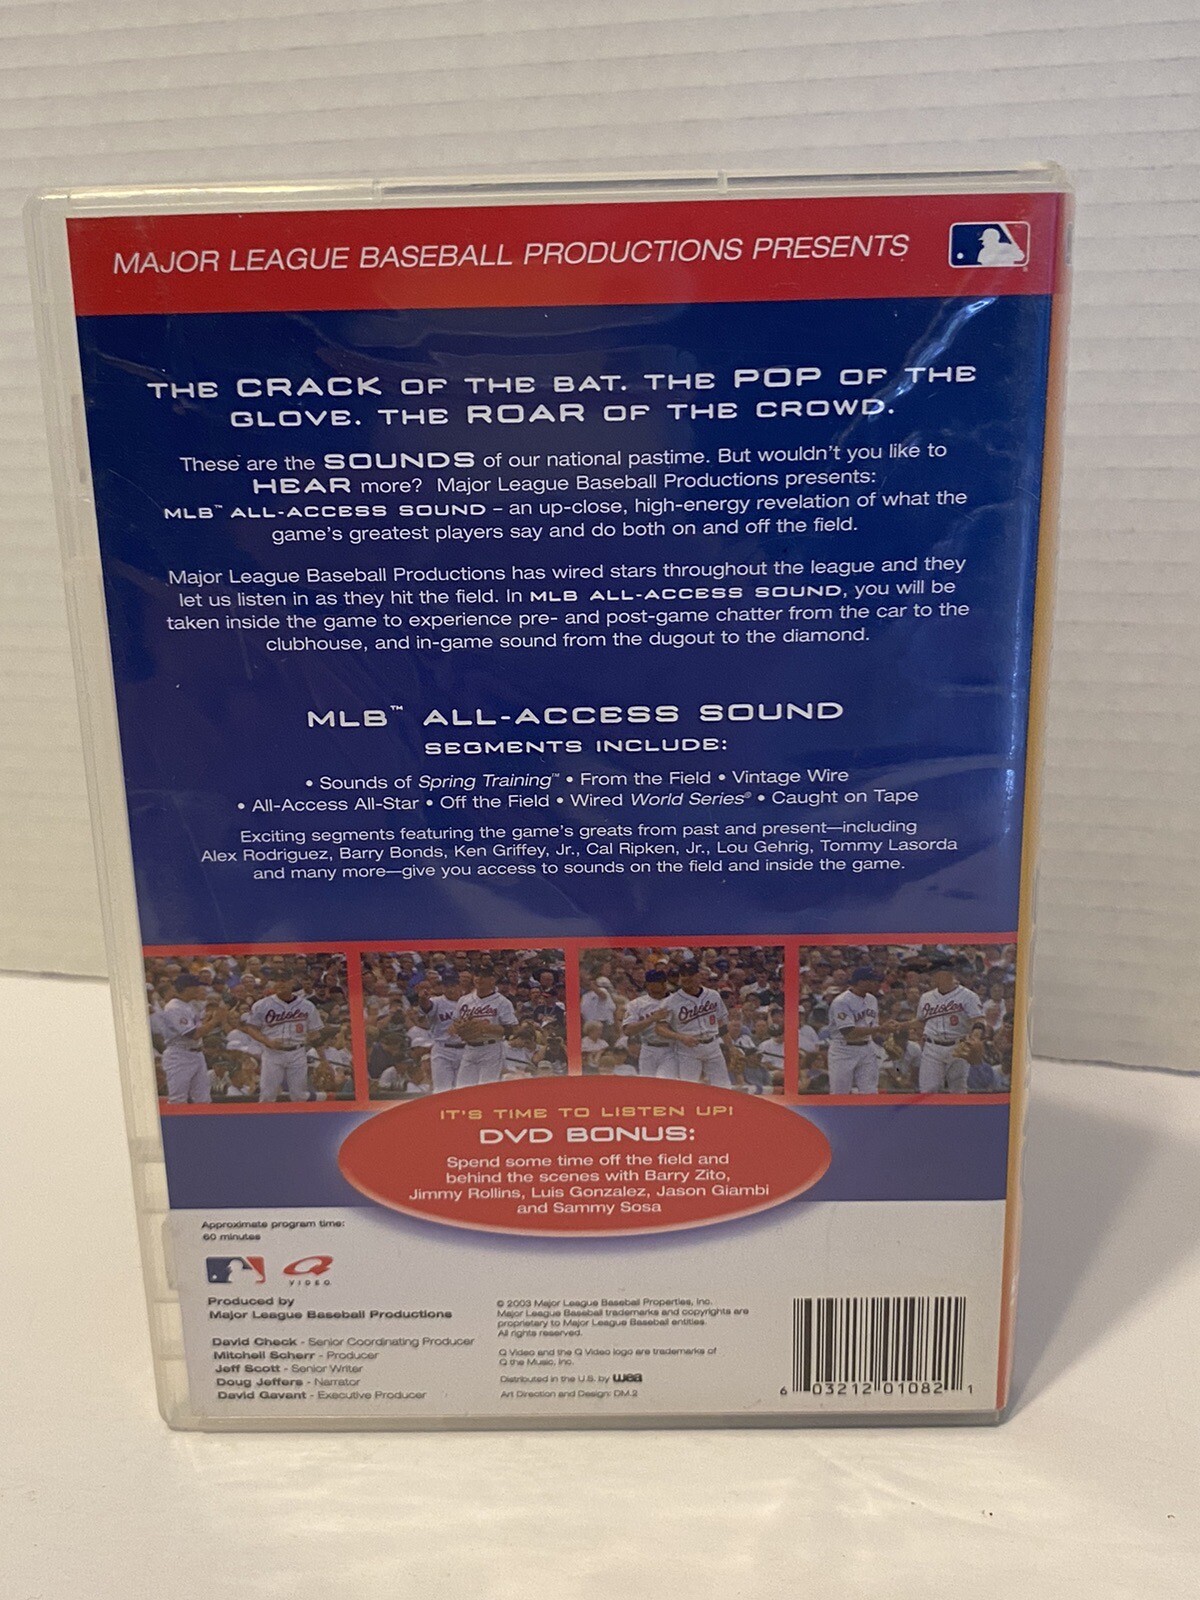 MAJOR LEAGUE BASEBALL PRODUCTIONS PRESENTS
THE CRACK OF THE BAT. THE POP OF THE
GLOVE. THE ROAR OF THE CROWD.
These are the SOUNDS of our national pastime. But wouldn't you like to
HEAR more? Major League Baseball Productions presents:
MLB™ ALL-ACCESS SOUND – an up-close, high-energy revelation of what the
game's greatest players say and do both on and off the field.
Major League Baseball Productions has wired stars throughout the league and they
let us listen in as they hit the field. In MLB ALL-ACCESS SOUND, you will be
taken inside the game to experience pre- and post-game chatter from the car to the
clubhouse, and in-game sound from the dugout to the diamond.
MLB™ ALL-ACCESS SOUND
SEGMENTS INCLUDE:
• Sounds of Spring Training™ • From the Field • Vintage Wire
• All-Access All-Star • Off the Field • Wired World Series® • Caught on Tape
Exciting segments featuring the game's greats from past and present—including
Alex Rodriguez, Barry Bonds, Ken Griffey, Jr., Cal Ripken, Jr., Lou Gehrig, Tommy Lasorda
and many more—give you access to sounds on the field and inside the game.
Orioles 8
Orioles
Orioles 8
Orioles 8
IT'S TIME TO LISTEN UP!
DVD BONUS:
Spend some time off the field and
behind the scenes with Barry Zito,
Jimmy Rollins, Luis Gonzalez, Jason Giambi
and Sammy Sosa
Approximate program time:
60 minutes
VIDEO
Produced by
Major League Baseball Productions
David Check - Senior Coordinating Producer
Mitchell Scherr - Producer
Jeff Scott - Senior Writer
Doug Jeffers - Narrator
David Gavant - Executive Producer
© 2003 Major League Baseball Properties, Inc.
Major League Baseball trademarks and copyrights are
proprietary to Major League Baseball entities.
All rights reserved.
Q Video and the Q Video logo are trademarks of
Q the Music, Inc.
Distributed in the U.S. by wea
Art Direction and Design: DM.2
6 03212 01082 1